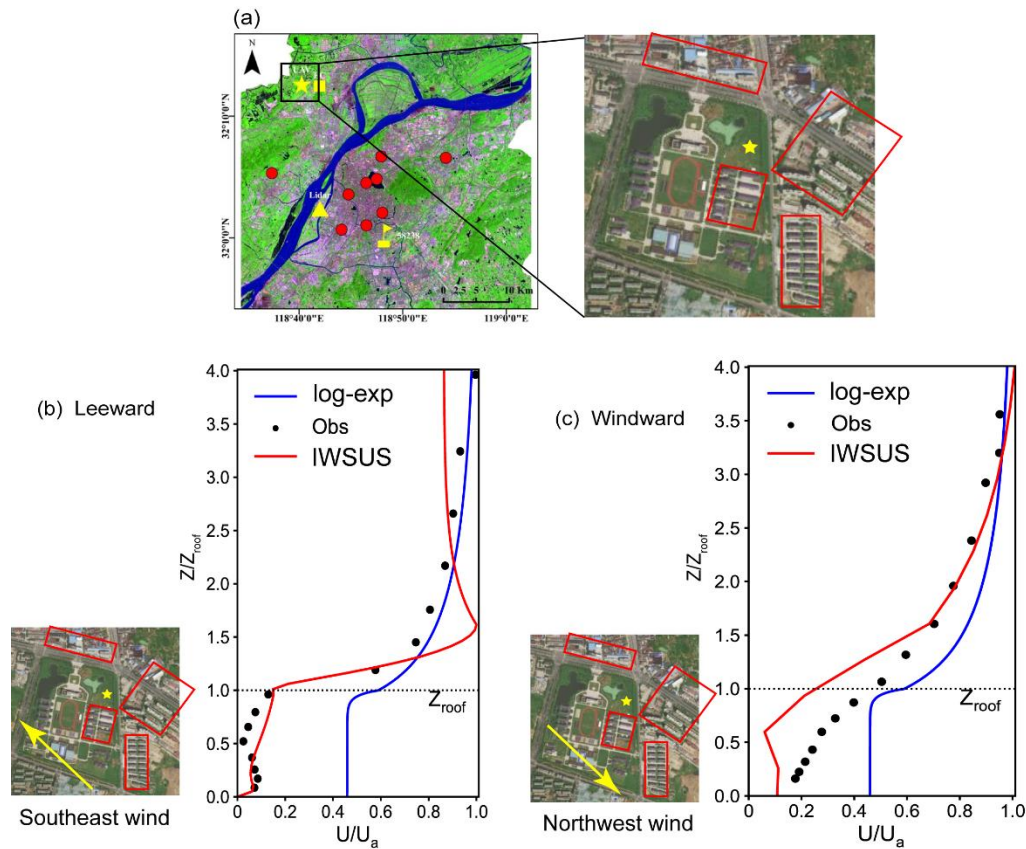 (a)
N
32°10'0"N
32°0'0"N
Lidar
58238
0 2.5 5 10 Km
118°40'0"E 118°50'0"E 119°0'0"E
(b) Leeward
4.0
3.5
3.0
2.5
2.0
1.5
1.0
0.5
0.0
Z/Z_roof
log-exp
Obs
IWSUS
Z_roof
0 0.2 0.4 0.6 0.8 1.0
U/U_a
Southeast wind
(c) Windward
4.0
3.5
3.0
2.5
2.0
1.5
1.0
0.5
0.0
Z/Z_roof
log-exp
Obs
IWSUS
Z_roof
0.0 0.2 0.4 0.6 0.8 1.0
U/U_a
Northwest wind